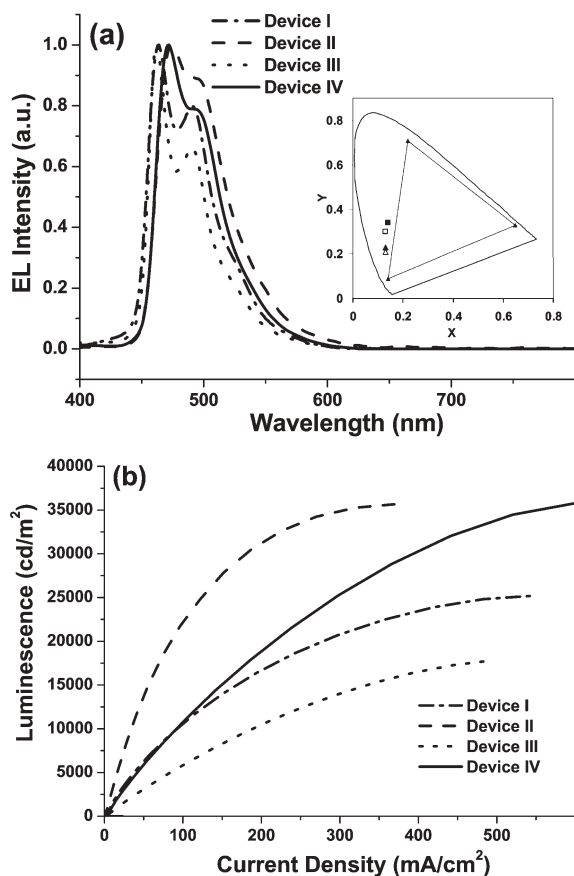 (a)
Device I
Device II
Device III
Device IV
EL Intensity (a.u.)
1.0
0.8
0.6
0.4
0.2
0.0
400
500
600
700
Wavelength (nm)
Y
0.8
0.6
0.4
0.2
0
0
0.2
0.4
0.6
0.8
X
(b)
Luminescence (cd/m²)
40000
35000
30000
25000
20000
15000
10000
5000
0
Device I
Device II
Device III
Device IV
0
100
200
300
400
500
Current Density (mA/cm²)